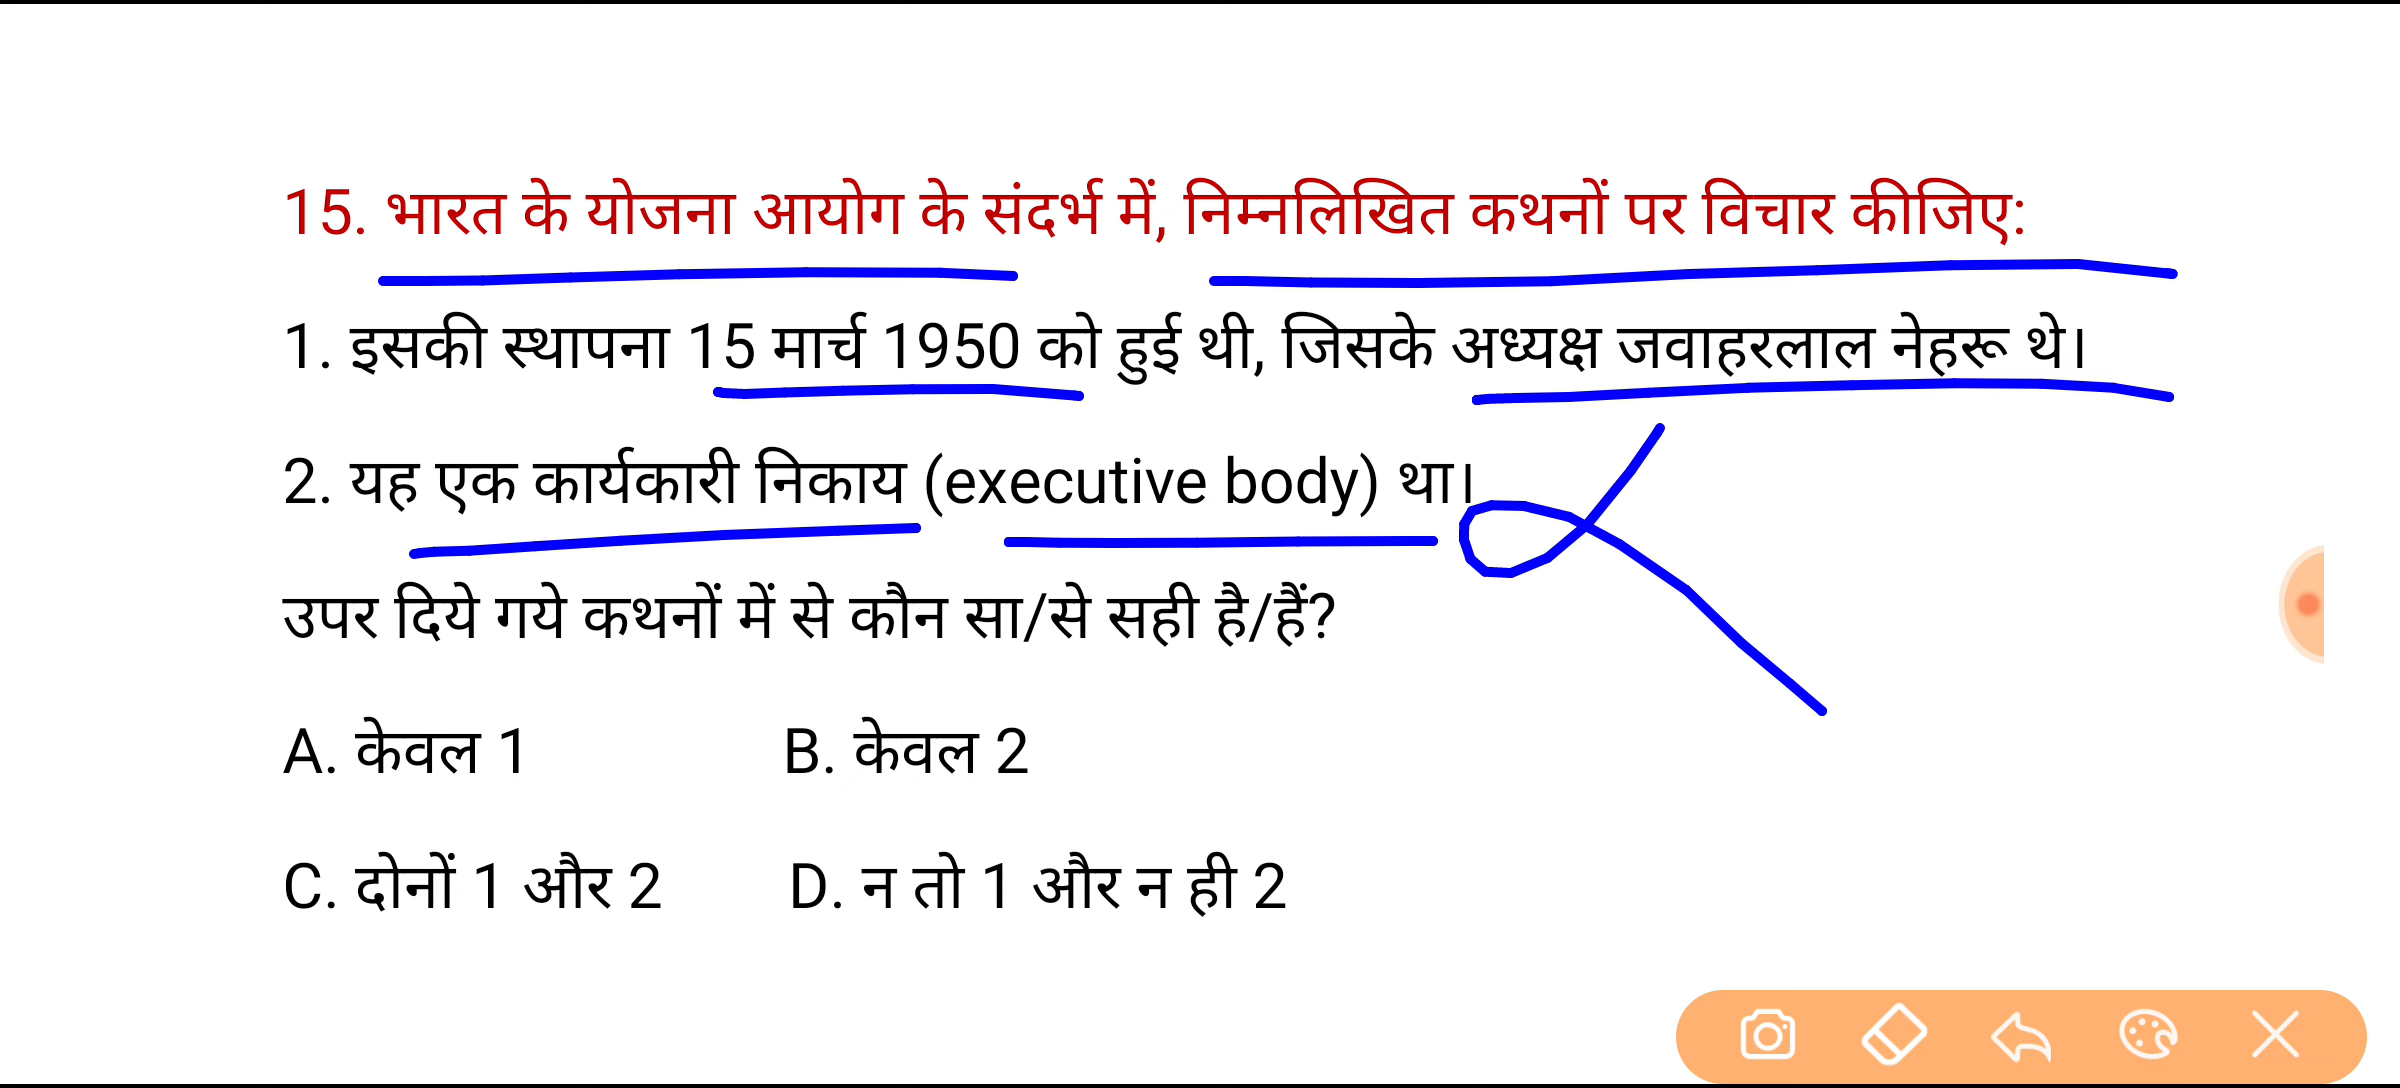 15. भारत के योजना आयोग के संदर्भ में, निम्नलिखित कथनों पर विचार कीजिए:
1. इसकी स्थापना 15 मार्च 1950 को हुई थी, जिसके अध्यक्ष जवाहरलाल नेहरू थे।
2. यह एक कार्यकारी निकाय (executive body) था।
उपर दिये गये कथनों में से कौन सा/से सही है/हैं?
A. केवल 1 B. केवल 2
C. दोनों 1 और 2 D. न तो 1 और न ही 2